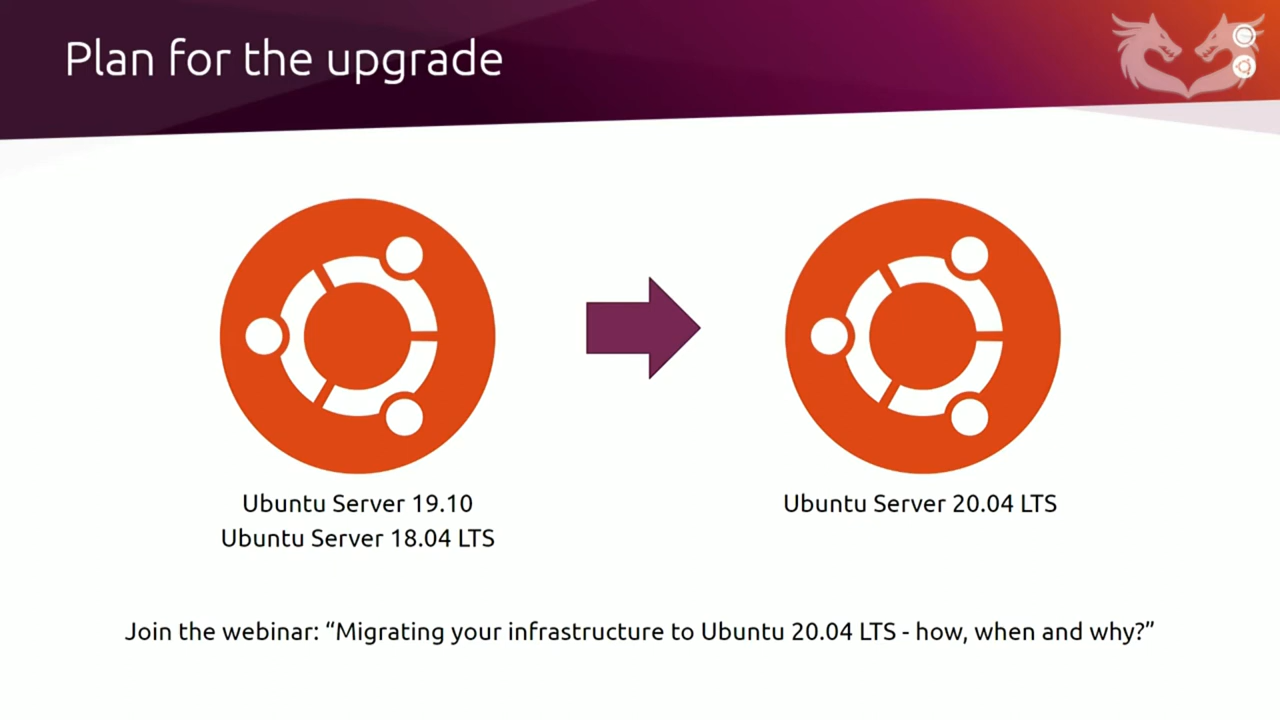 Plan for the upgrade
Ubuntu Server 19.10
Ubuntu Server 18.04 LTS
Ubuntu Server 20.04 LTS
Join the webinar: “Migrating your infrastructure to Ubuntu 20.04 LTS - how, when and why?”